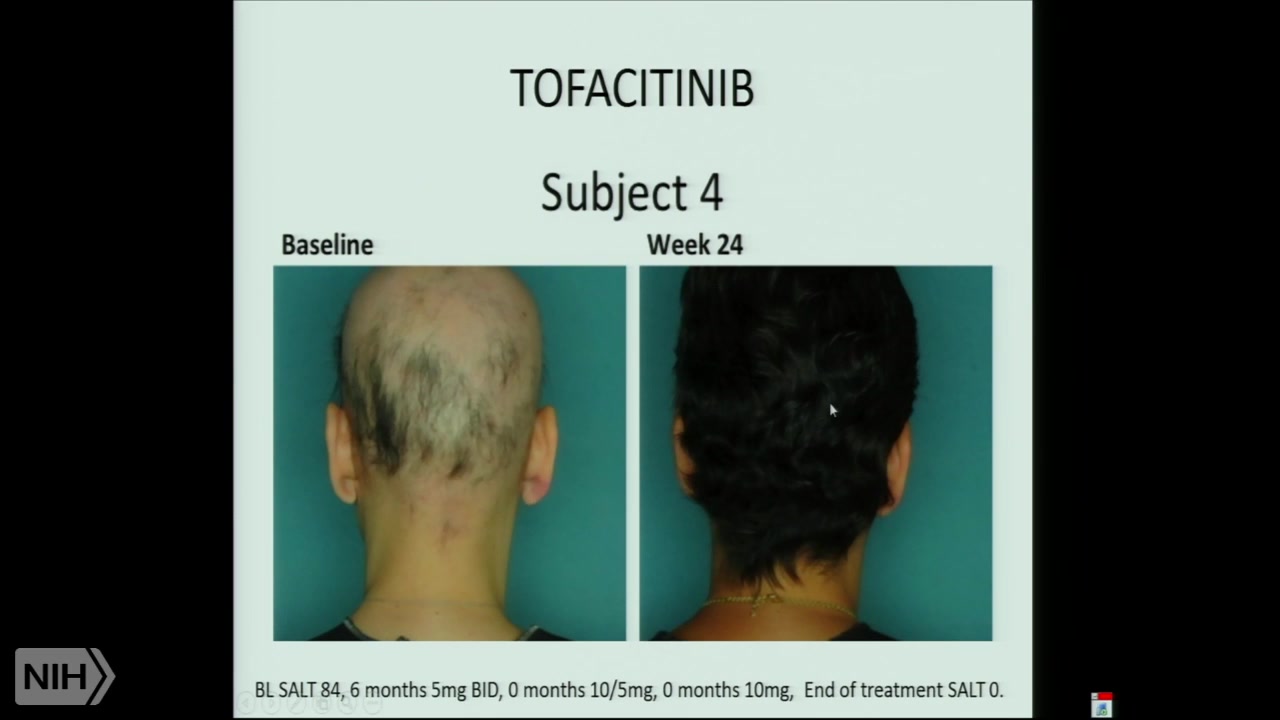 TOFACITINIB
Subject 4
Baseline
Week 24
BL SALT 84, 6 months 5mg BID, 0 months 10/5mg, 0 months 10mg, End of treatment SALT 0.
NIH